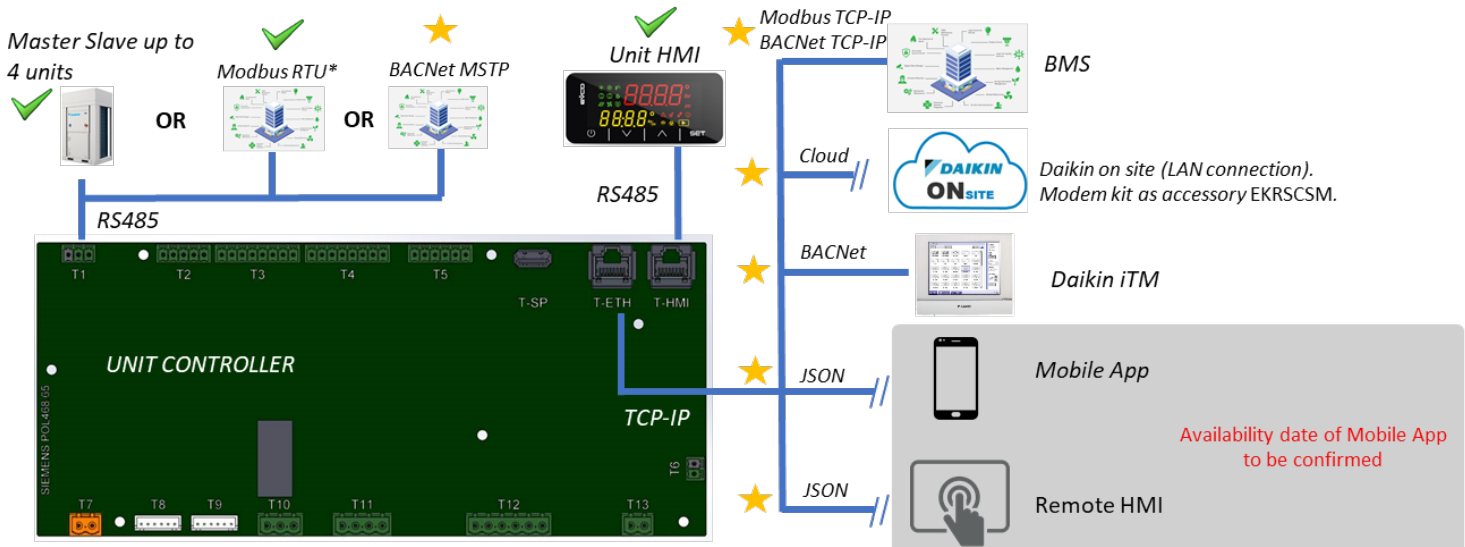 Master Slave up to
4 units
OR
Modbus RTU*
OR
BACNet MSTP
Unit HMI
elico
SET
Modbus TCP-IP
BACNet TCP-IP
BMS
RS485
RS485
Cloud
DAIKIN
ON SITE
Daikin on site (LAN connection).
Modem kit as accessory EKRSCSM.
T1
T2
T3
T4
T5
T-SP
T-ETH
T-HMI
BACNet
Daikin iTM
UNIT CONTROLLER
SIEMENS POL468 65
TCP-IP
T6
T7
T8
T9
T10
T11
T12
T13
JSON
Mobile App
Availability date of Mobile App
to be confirmed
JSON
Remote HMI